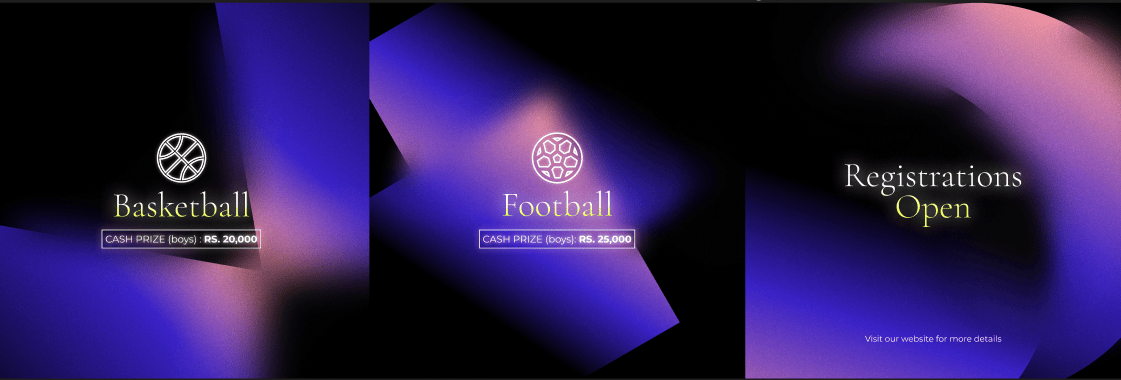 Basketball
CASH PRIZE (boys) : RS. 20,000
Football
CASH PRIZE (boys): RS. 25,000
Registrations
Open
Visit our website for more details